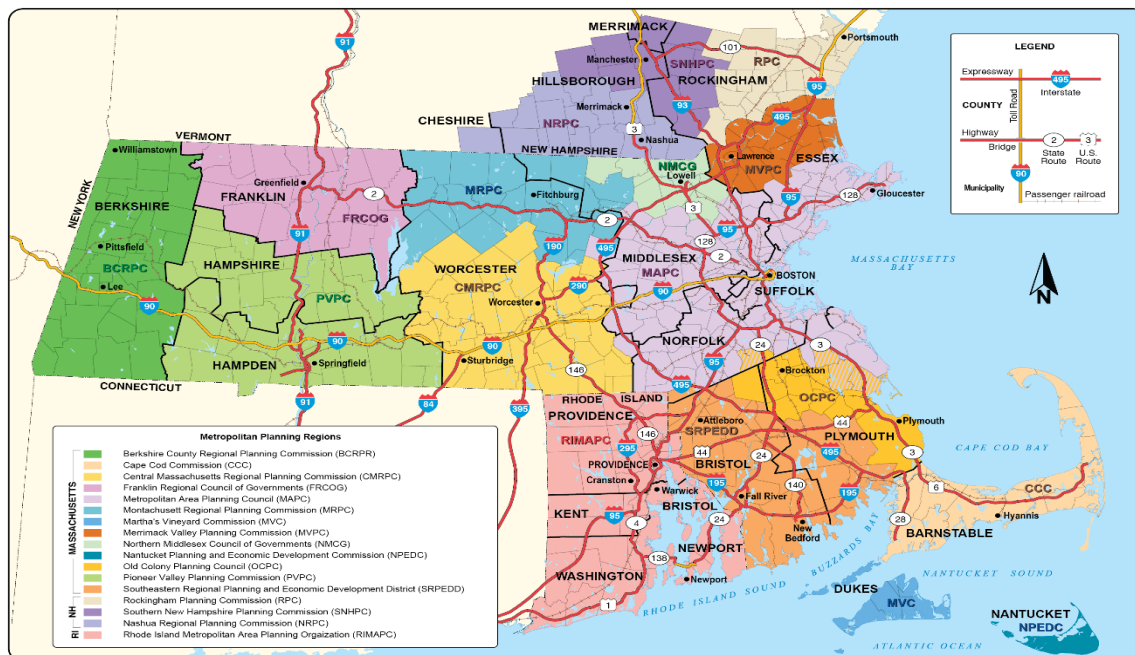 MERRIMACK
91
93
Portsmouth
101
Manchester
SNHPC
RPC
HILLSBOROUGH
ROCKINGHAM
95
Merrimack
93
495
CHESHIRE
NRPC
3
Nashua
VERMONT
NEW HAMPSHIRE
Williamstown
Lawrence
ESSEX
NMCG
MVPC
Lowell
Greenfield
2
MRPC
Fitchburg
95
128
Gloucester
NEW YORK
BERKSHIRE
FRANKLIN
FRCOG
3
2
95
91
190
495
128
Pittsfield
BCRPC
HAMPSHIRE
WORCESTER
MIDDLESEX
2
MASSACHUSETTS
BAY
MAPC
BOSTON
Lee
PVPC
CMRPC
290
90
SUFFOLK
Worcester
90
90
90
NORFOLK
24
3
HAMPDEN
Springfield
Sturbridge
95
146
495
Brockton
CONNECTICUT
91
84
395
RHODE ISLAND
PROVIDENCE
OCPC
Attleboro
44
Plymouth
RIMAPC
146
SRPEDD
PLYMOUTH
295
44
24
495
3
CAPE COD BAY
PROVIDENCE
BRISTOL
Cranston
195
140
195
6
CCC
Warwick
Fall River
KENT
95
BRISTOL
24
New
Bedford
28
Hyannis
4
BARNSTABLE
NEWPORT
BUZZARDS BAY
138
WASHINGTON
Newport
NANTUCKET SOUND
1
RHODE ISLAND SOUND
DUKES
MVC
NANTUCKET
NPEDC
ATLANTIC OCEAN
N
LEGEND
Expressway
495
Interstate
COUNTY
Toll Road
Highway
Bridge
2
3
State
Route
U.S.
Route
90
Municipality
Passenger railroad
Metropolitan Planning Regions
MASSACHUSETTS
Berkshire County Regional Planning Commission (BCRPR)
Cape Cod Commission (CCC)
Central Massachusetts Regional Planning Commission (CMRPC)
Franklin Regional Council of Governments (FRCOG)
Metropolitan Area Planning Council (MAPC)
Montachusett Regional Planning Commission (MRPC)
Martha's Vineyard Commission (MVC)
Merrimack Valley Planning Commission (MVPC)
Northern Middlesex Council of Governments (NMCG)
Nantucket Planning and Economic Development Commission (NPEDC)
Old Colony Planning Council (OCPC)
Pioneer Valley Planning Commission (PVPC)
Southeastern Regional Planning and Economic Development District (SRPEDD)
NH
Rockingham Planning Commission (RPC)
Southern New Hampshire Planning Commission (SNHPC)
Nashua Regional Planning Commission (NRPC)
RI
Rhode Island Metropolitan Area Planning Orgaization (RIMAPC)